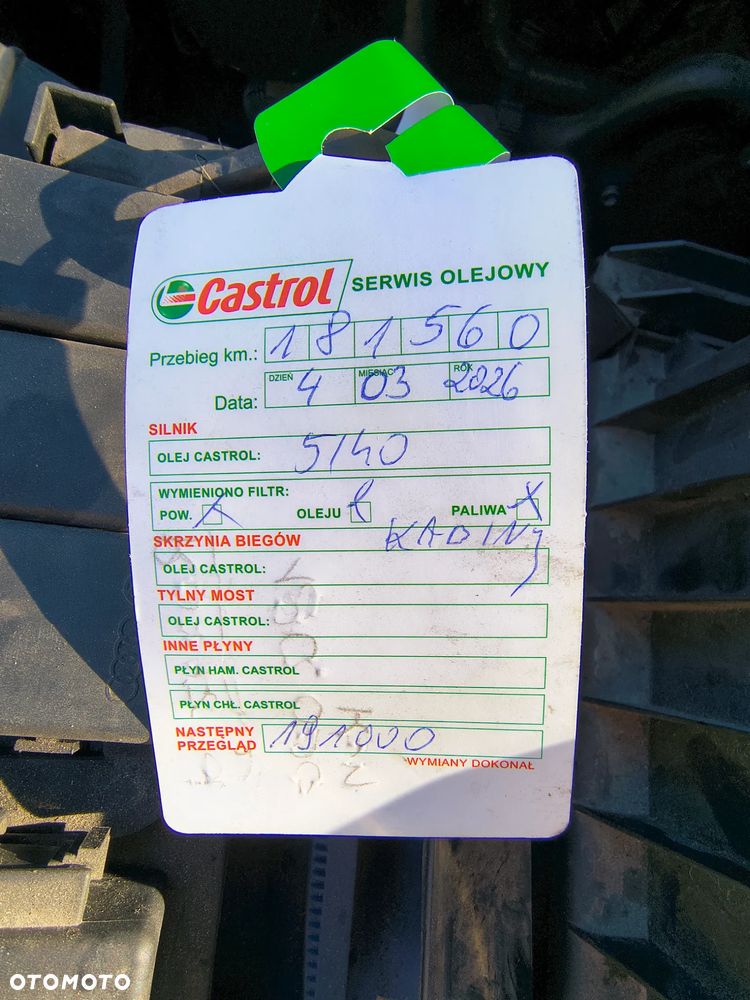 Castrol SERWIS OLEJOWY
Przebieg km.: 181560
DZIEŃ MIESIĄC ROK
Data: 4 03 2026
SILNIK
OLEJ CASTROL: 5/40
WYMIENIONO FILTR:
POW. X OLEJU PALIWA X
KABINY
SKRZYNIA BIEGÓW
OLEJ CASTROL:
TYLNY MOST
OLEJ CASTROL:
INNE PŁYNY
PŁYN HAM. CASTROL
PŁYN CHŁ. CASTROL
NASTĘPNY
PRZEGLĄD 191000
WYMIANY DOKONAŁ
OTOMOTO